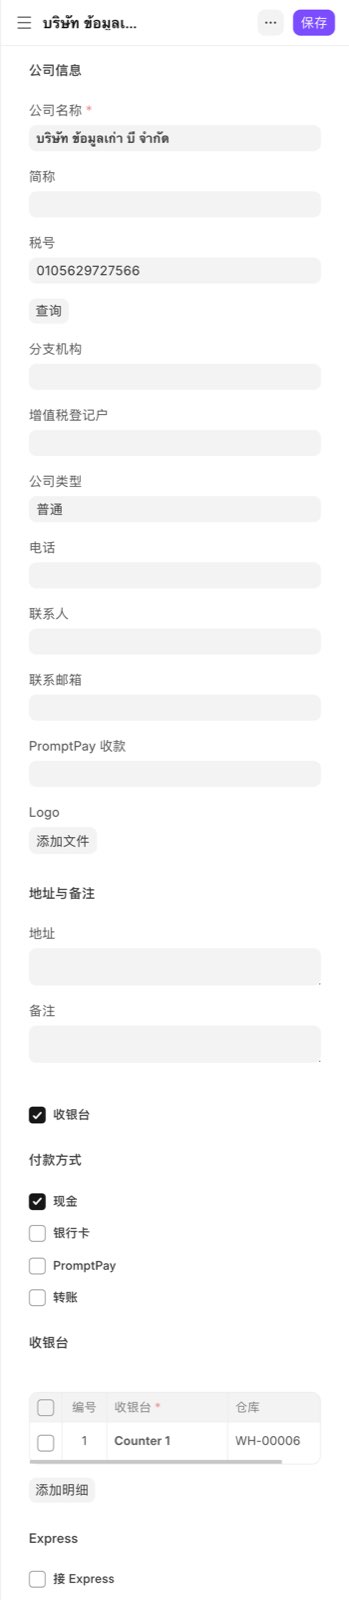 บริษัท ข้อมูลเ...
...
保存
公司信息
公司名称 *
บริษัท ข้อมูลเก่า บี จำกัด
简称
税号
0105629727566
查询
分支机构
增值税登记户
公司类型
普通
电话
联系人
联系邮箱
PromptPay 收款
Logo
添加文件
地址与备注
地址
备注
收银台
付款方式
现金
银行卡
PromptPay
转账
收银台
编号 收银台 * 仓库
1 Counter 1 WH-00006
添加明细
Express
接 Express